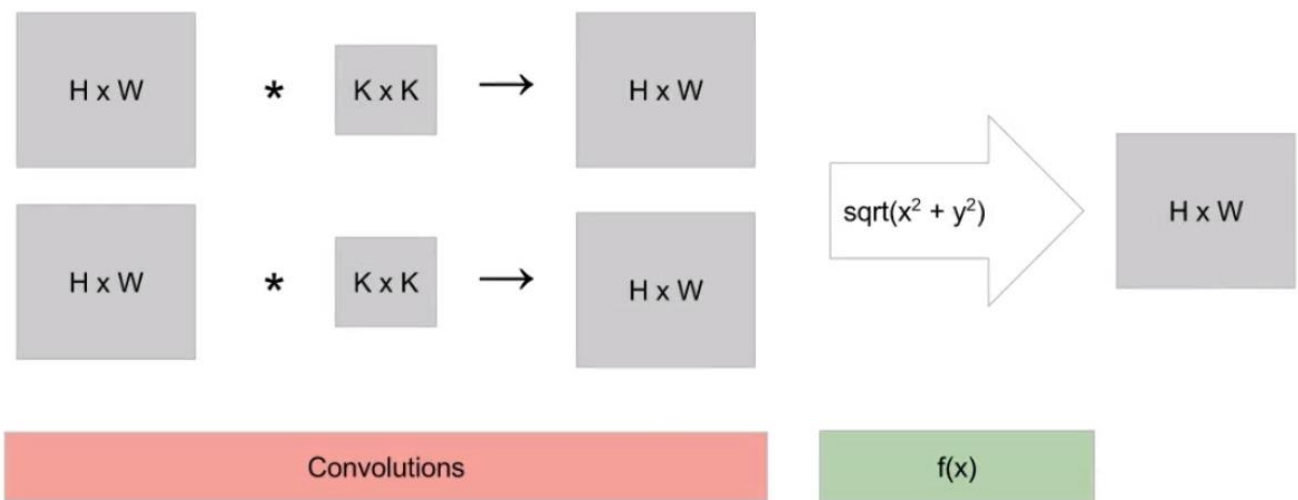 H x W * K x K → H x W
H x W * K x K → H x W
sqrt(x² + y²)
H x W
Convolutions
f(x)